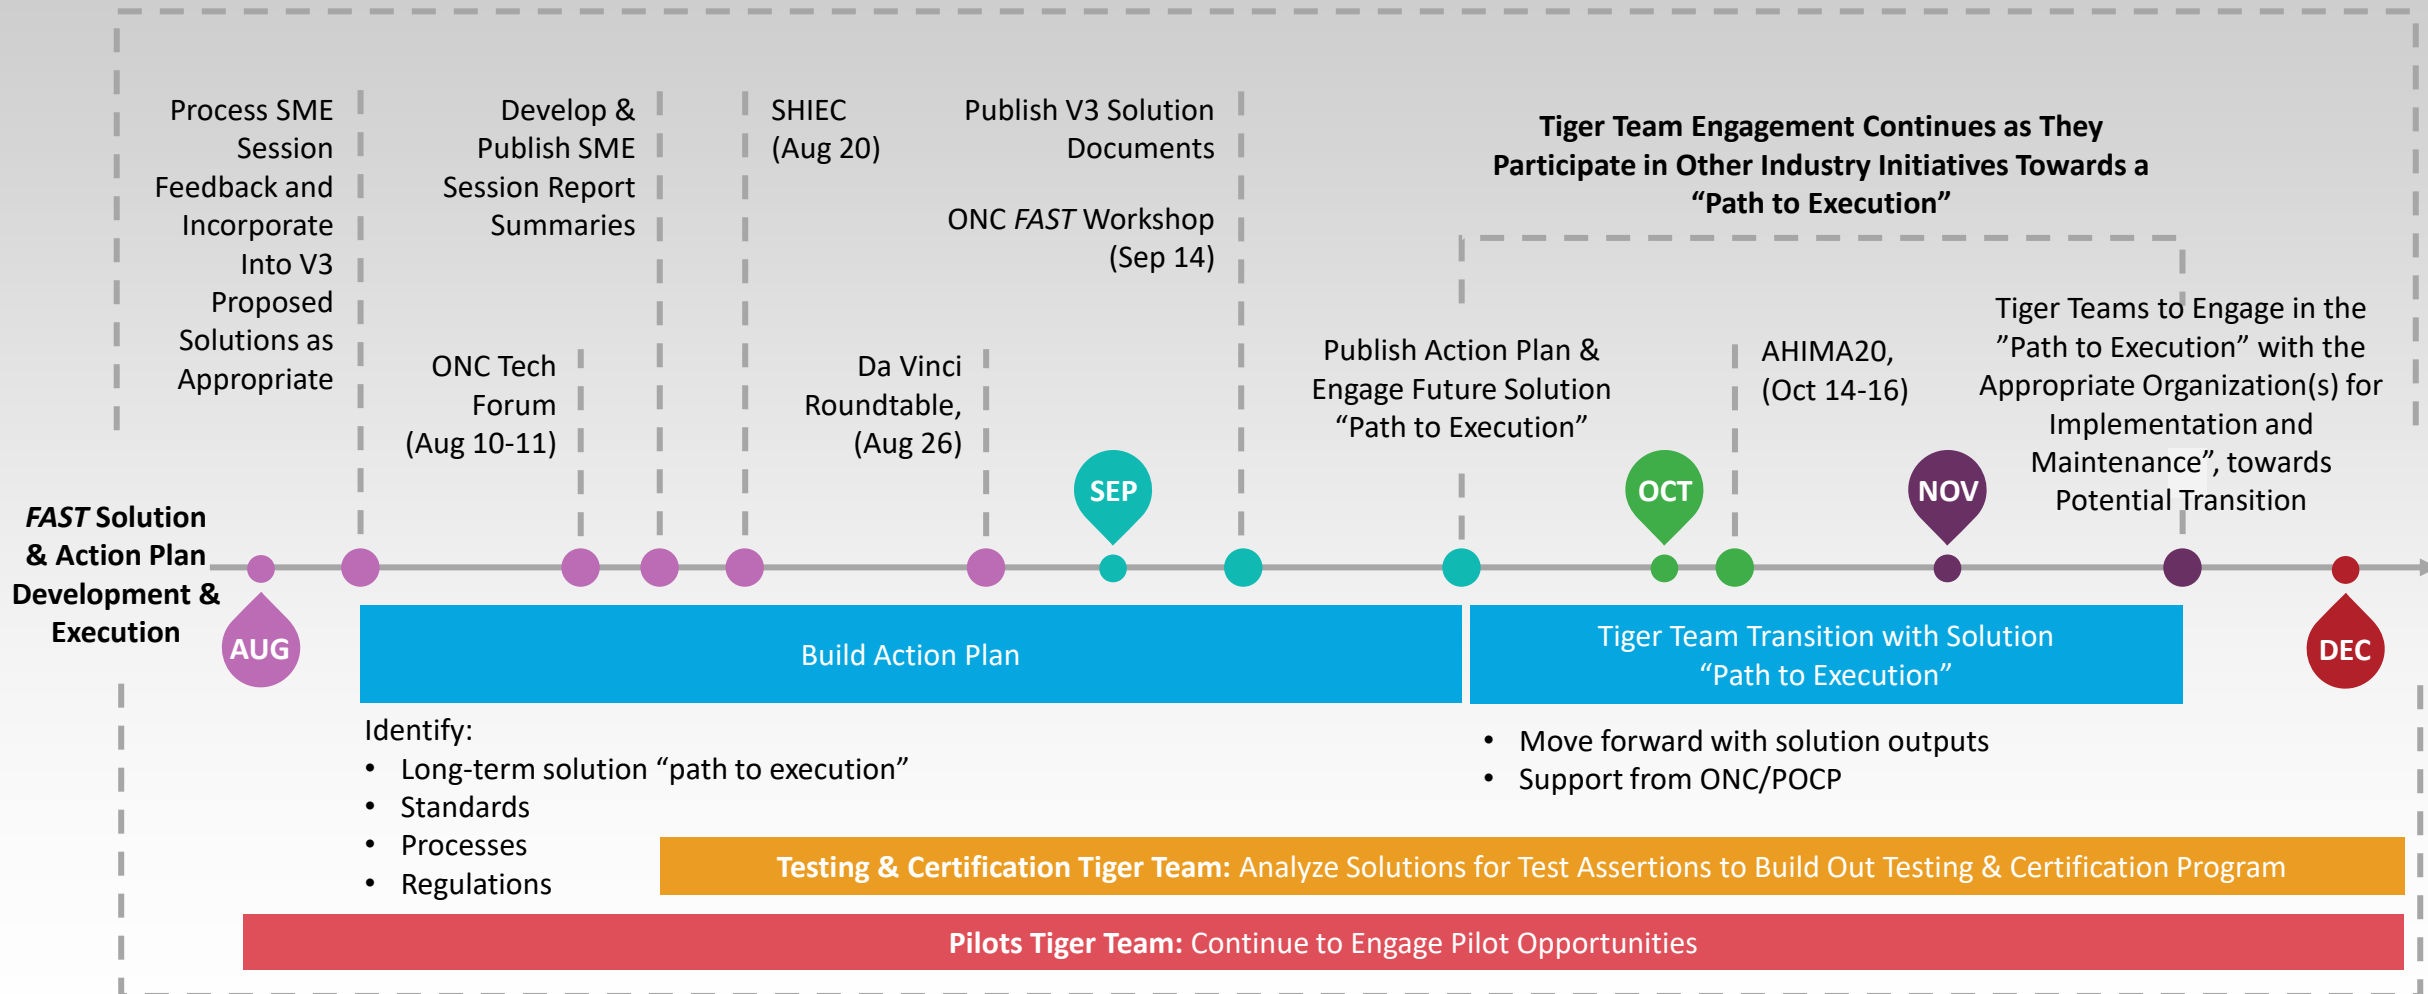 Process SME
Session
Feedback and
Incorporate
Into V3
Proposed
Solutions as
Appropriate
Develop &
Publish SME
Session Report
Summaries
SHIEC
(Aug 20)
Publish V3 Solution
Documents
ONC FAST Workshop
(Sep 14)
Tiger Team Engagement Continues as They
Participate in Other Industry Initiatives Towards a
“Path to Execution”
ONC Tech
Forum
(Aug 10-11)
Da Vinci
Roundtable,
(Aug 26)
Publish Action Plan &
Engage Future Solution
“Path to Execution”
AHIMA20,
(Oct 14-16)
Tiger Teams to Engage in the
”Path to Execution” with the
Appropriate Organization(s) for
Implementation and
Maintenance”, towards
Potential Transition
FAST Solution
& Action Plan
Development &
Execution
AUG
SEP
OCT
NOV
DEC
Build Action Plan
Tiger Team Transition with Solution
“Path to Execution”
Identify:
• Long-term solution “path to execution”
• Standards
• Processes
• Regulations
• Move forward with solution outputs
• Support from ONC/POCP
Testing & Certification Tiger Team: Analyze Solutions for Test Assertions to Build Out Testing & Certification Program
Pilots Tiger Team: Continue to Engage Pilot Opportunities